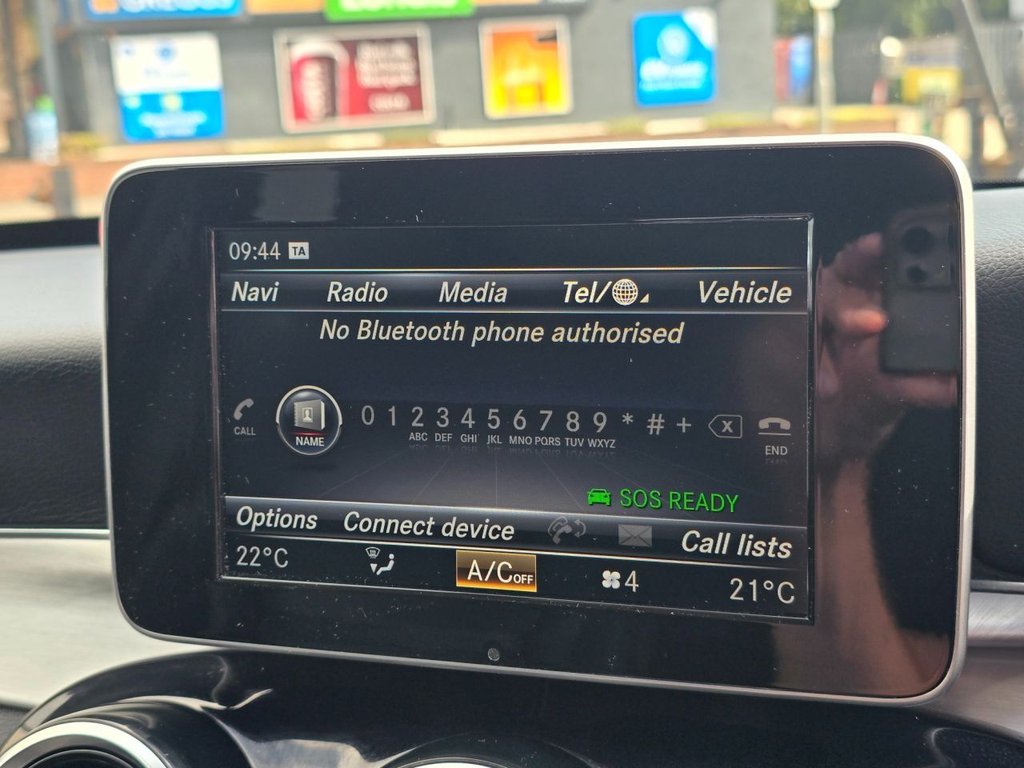 09:44 TA
Navi Radio Media Tel/ Vehicle
No Bluetooth phone authorised
CALL NAME 0 1 2 3 4 5 6 7 8 9 * # + X END
ABC DEF GHI JKL MNO PQRS TUV WXYZ
SOS READY
Options Connect device Call lists
22°C A/C OFF 4 21°C